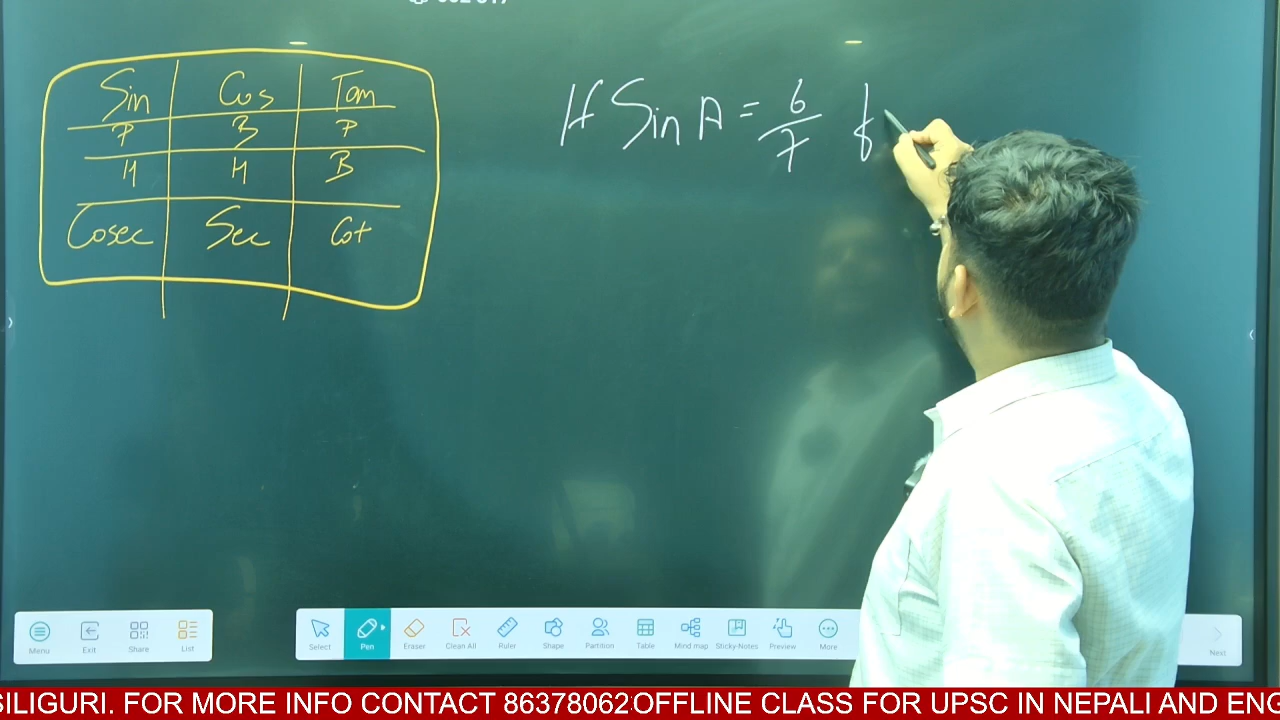 Sin Cos Tan
P B P
H H B
Cosec Sec Cot
If Sin A = 6/7 f
Menu Exit Share List
Select Pen Eraser Clean All Ruler Shape Partition Table Mind map Sticky-Notes Preview More
Next
SILIGURI. FOR MORE INFO CONTACT 86378062 OFFLINE CLASS FOR UPSC IN NEPALI AND ENG